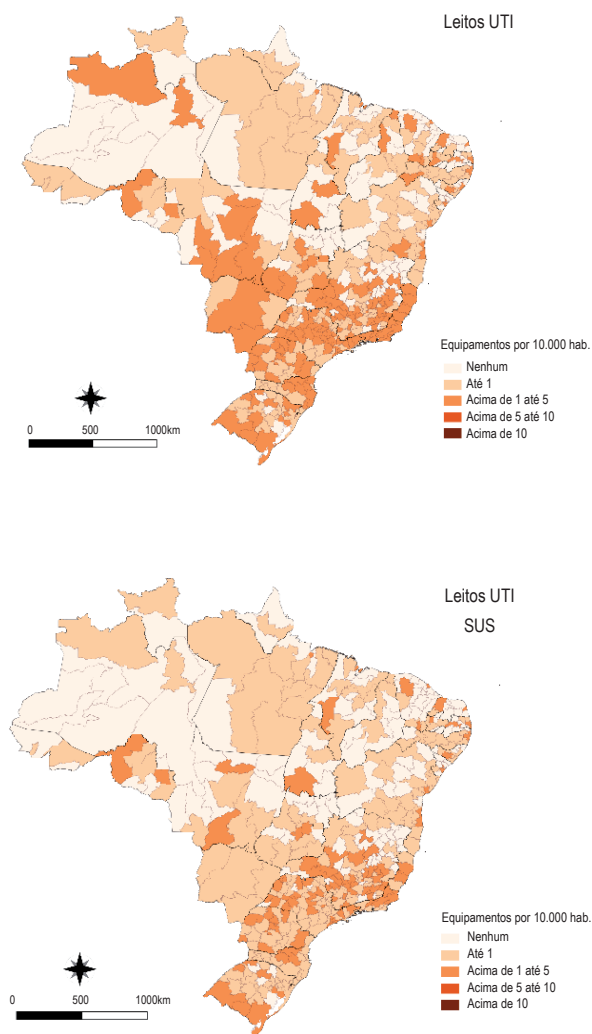 Leitos UTI
Equipamentos por 10.000 hab.
Nenhum
Até 1
Acima de 1 até 5
Acima de 5 até 10
Acima de 10
0 500 1000km
Leitos UTI
SUS
Equipamentos por 10.000 hab.
Nenhum
Até 1
Acima de 1 até 5
Acima de 5 até 10
Acima de 10
0 500 1000km